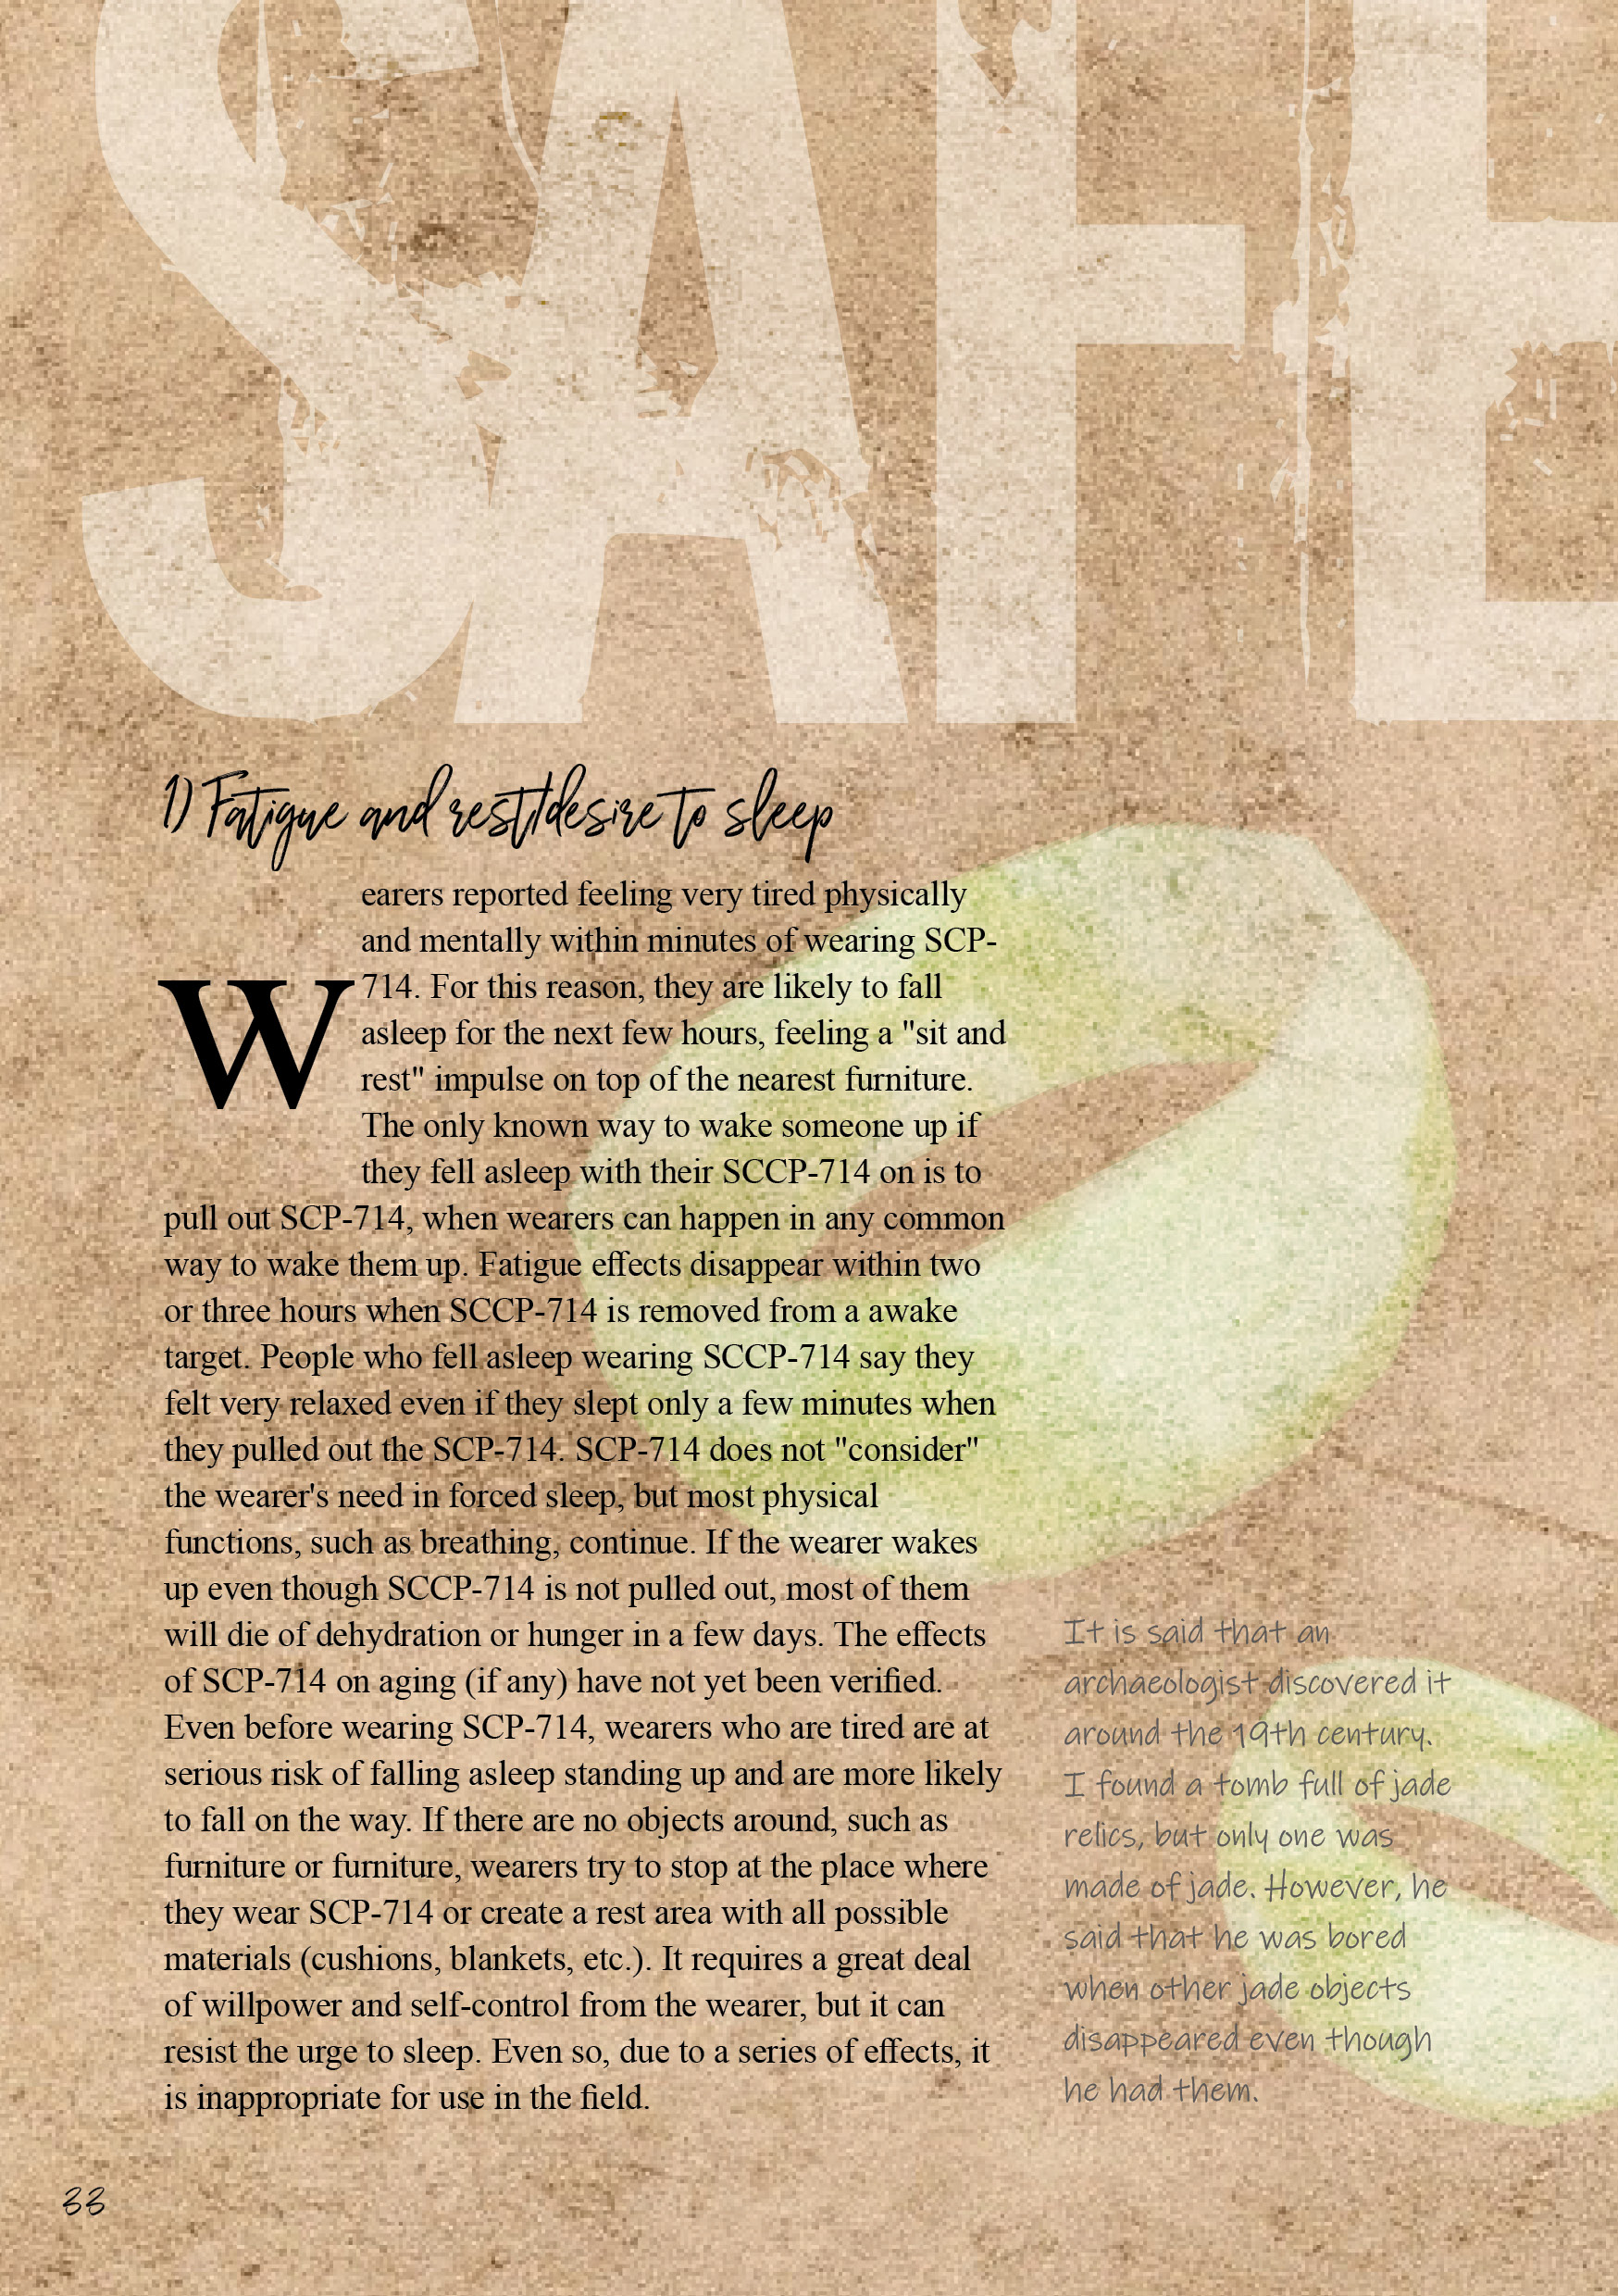 SAFE
1) Fatigue and rest/desire to sleep
Wearers reported feeling very tired physically
and mentally within minutes of wearing SCP-
714. For this reason, they are likely to fall
asleep for the next few hours, feeling a "sit and
rest" impulse on top of the nearest furniture.
The only known way to wake someone up if
they fell asleep with their SCCP-714 on is to
pull out SCP-714, when wearers can happen in any common
way to wake them up. Fatigue effects disappear within two
or three hours when SCCP-714 is removed from a awake
target. People who fell asleep wearing SCCP-714 say they
felt very relaxed even if they slept only a few minutes when
they pulled out the SCP-714. SCP-714 does not "consider"
the wearer's need in forced sleep, but most physical
functions, such as breathing, continue. If the wearer wakes
up even though SCCP-714 is not pulled out, most of them
will die of dehydration or hunger in a few days. The effects
of SCP-714 on aging (if any) have not yet been verified.
Even before wearing SCP-714, wearers who are tired are at
serious risk of falling asleep standing up and are more likely
to fall on the way. If there are no objects around, such as
furniture or furniture, wearers try to stop at the place where
they wear SCP-714 or create a rest area with all possible
materials (cushions, blankets, etc.). It requires a great deal
of willpower and self-control from the wearer, but it can
resist the urge to sleep. Even so, due to a series of effects, it
is inappropriate for use in the field.
It is said that an
archaeologist discovered it
around the 19th century.
I found a tomb full of jade
relics, but only one was
made of jade. However, he
said that he was bored
when other jade objects
disappeared even though
he had them.
33